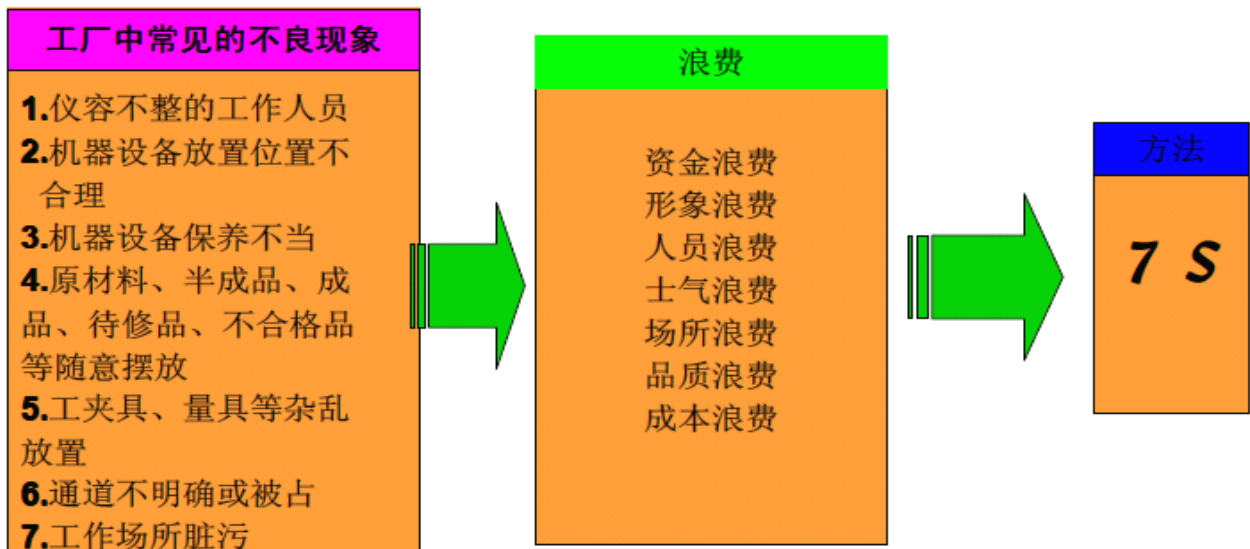 工厂中常见的不良现象
1.仪容不整的工作人员
2.机器设备放置位置不
合理
3.机器设备保养不当
4.原材料、半成品、成
品、待修品、不合格品
等随意摆放
5.工夹具、量具等杂乱
放置
6.通道不明确或被占
7.工作场所脏污
浪费
资金浪费
形象浪费
人员浪费
士气浪费
场所浪费
品质浪费
成本浪费
方法
7 S